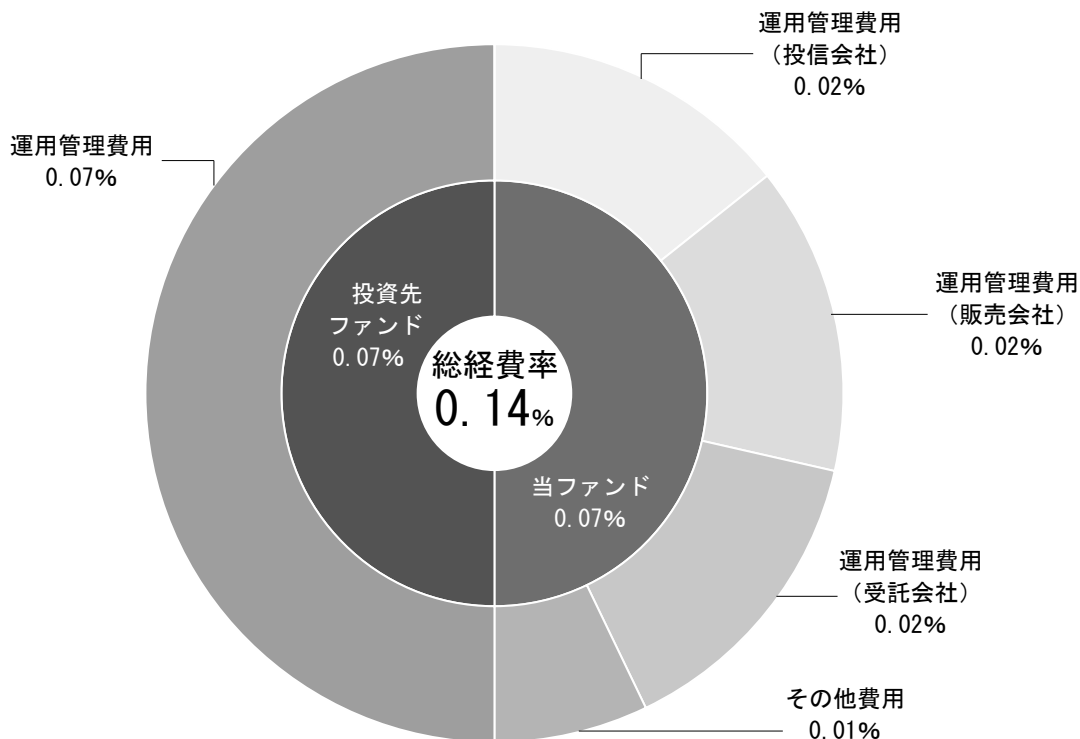 運用管理費用
（投信会社）
0.02%
運用管理費用
0.07%
運用管理費用
（販売会社）
0.02%
投資先
ファンド
0.07%
総経費率
0.14%
当ファンド
0.07%
運用管理費用
（受託会社）
0.02%
その他費用
0.01%